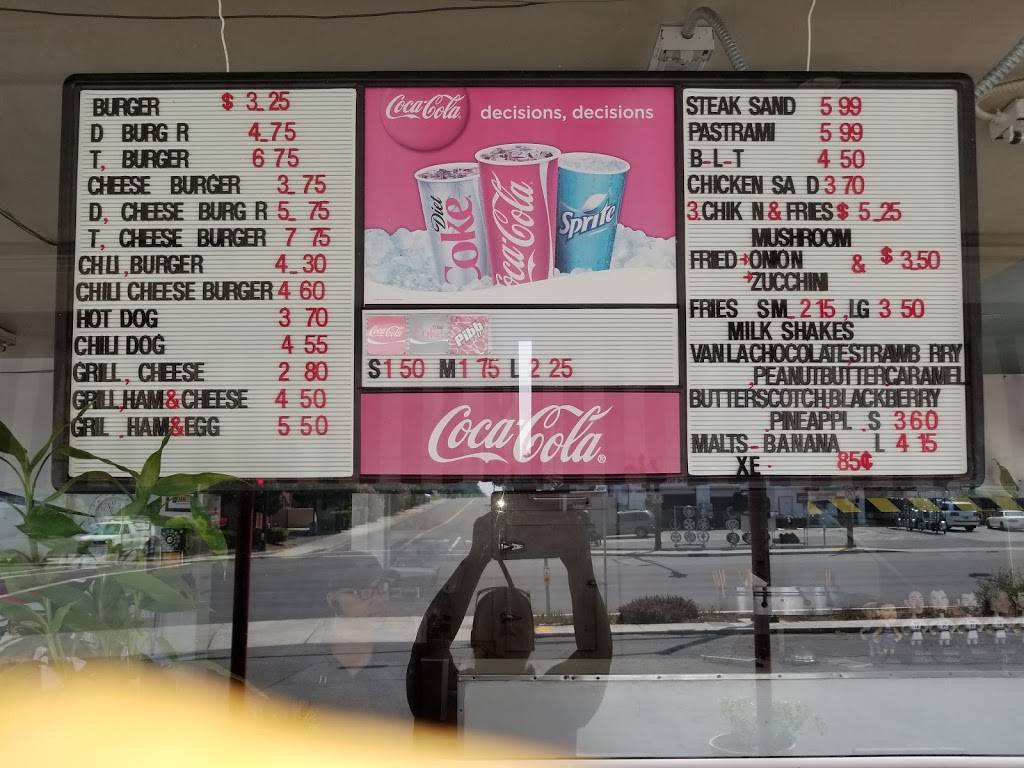 BURGER $ 3.25
D BURG R 4.75
T, BURGER 6 75
CHEESE BURGER 3.75
D, CHEESE BURG R 5.75
T, CHEESE BURGER 7 75
CHILI, BURGER 4.30
CHILI CHEESE BURGER 4 60
HOT DOG 3 70
CHILI DOG 4 55
GRILL, CHEESE 2 80
GRILL, HAM & CHEESE 4 50
GRIL . HAM & EGG 5 50
Coca-Cola decisions, decisions
Diet Coke
Coca-Cola
Sprite
Coca-Cola
Pibb
S 1 50 M 1 75 L 2 25
Coca-Cola®
STEAK SAND 5 99
PASTRAMI 5 99
B-L-T 4 50
CHICKEN SA D 3 70
3.CHIK N & FRIES $ 5.25
MUSHROOM
FRIED ONION & $ 3.50
ZUCCHINI
FRIES SM. 2 15 ,LG 3 50
MILK SHAKES
VAN LA CHOCOLATE,STRAWB RRY
,PEANUTBUTTER,CARAMEL
BUTTERSCOTCH,BLACKBERRY
,PINEAPPL . S 3 60
MALTS - BANANA L 4 15
XE . 85¢